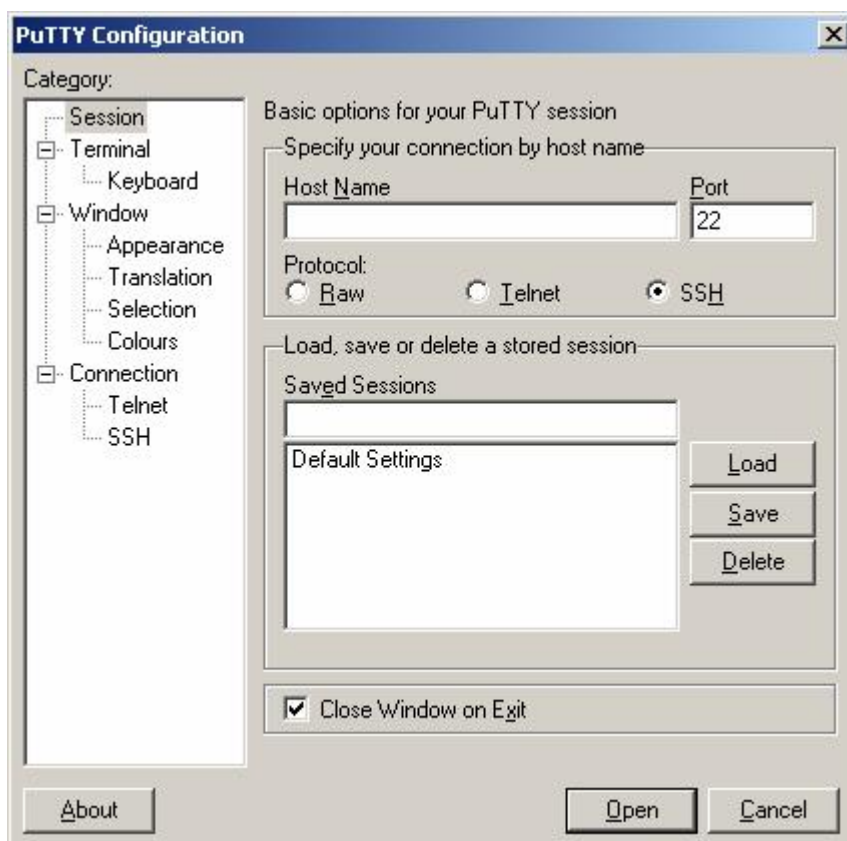 PuTTY Configuration
Category:
Session
Terminal
Keyboard
Window
Appearance
Translation
Selection
Colours
Connection
Telnet
SSH
Basic options for your PuTTY session
Specify your connection by host name
Host Name
Port
22
Protocol:
Raw
Telnet
SSH
Load, save or delete a stored session
Saved Sessions
Default Settings
Load
Save
Delete
Close Window on Exit
About
Open
Cancel